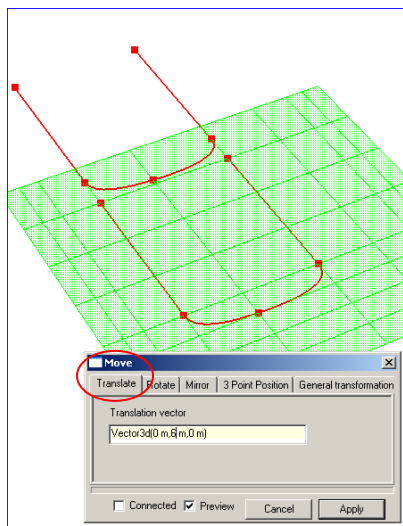 Move
Translate Rotate Mirror 3 Point Position General transformation
Translation vector
Vector3d(0 m,6 m,0 m)
Connected Preview Cancel Apply